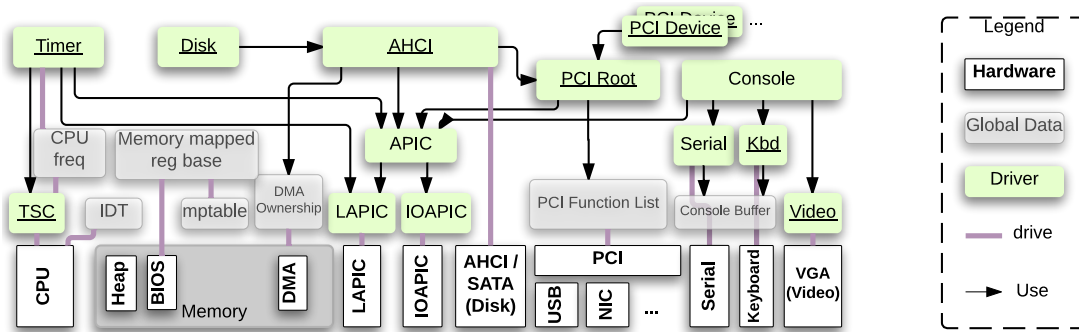 PCI Device
PCI Device
...
Timer
Disk
AHCI
PCI Root
Console
CPU
freq
Memory mapped
reg base
APIC
Serial
Kbd
TSC
IDT
mptable
DMA
Ownership
LAPIC
IOAPIC
PCI Function List
Console Buffer
Video
CPU
Heap
BIOS
DMA
Memory
LAPIC
IOAPIC
AHCI /
SATA
(Disk)
PCI
USB
NIC
...
Serial
Keyboard
VGA
(Video)
Legend
Hardware
Global Data
Driver
drive
Use